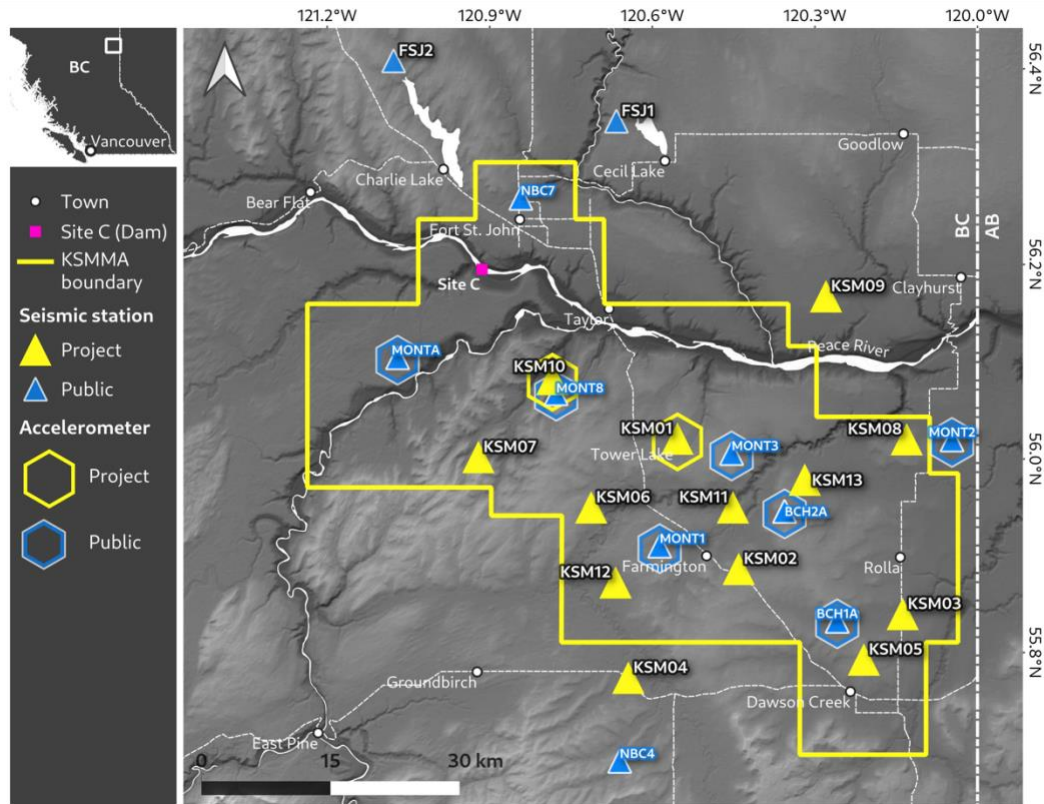 121.2°W
120.9°W
120.6°W
120.3°W
120.0°W
BC
Vancouver
Town
Site C (Dam)
KSMMA
boundary
Seismic station
Project
Public
Accelerometer
Project
Public
FSJ2
56.4°N
FSJ1
Goodlow
Charlie Lake
Cecil Lake
Bear Flat
NBC7
Fort St. John
BC
AB
56.2°N
Site C
KSM09
Clayhurst
Taylor
Peace River
MONTA
KSM10
MONT8
KSM01
KSM08
MONT2
Tower Lake
MONT3
56.0°N
KSM07
KSM13
KSM06
KSM11
BCH2A
MONT1
Farmington
KSM02
KSM12
Rolla
KSM03
BCH1A
55.8°N
KSM05
KSM04
Groundbirch
Dawson Creek
East Pine
NBC4
0
15
30 km